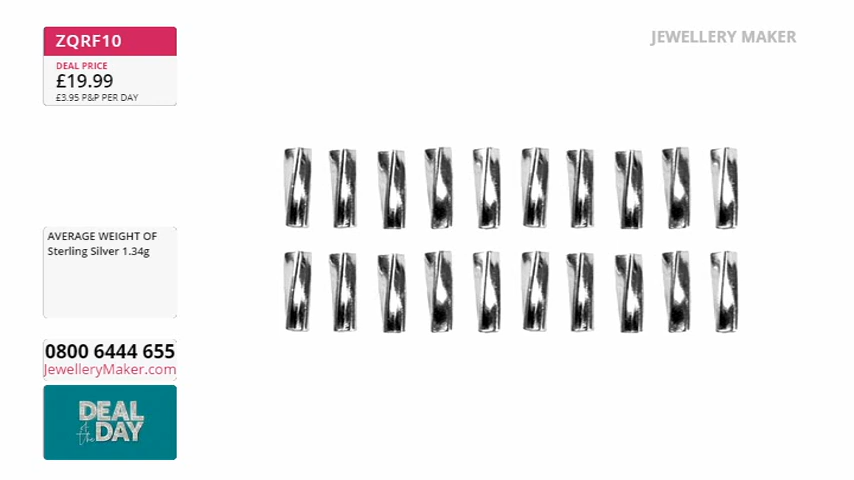 ZQRF10
DEAL PRICE
£19.99
£3.95 P&P PER DAY
JEWELLERY MAKER
AVERAGE WEIGHT OF
Sterling Silver 1.34g
0800 6444 655
JewelleryMaker.com
DEAL
of the DAY